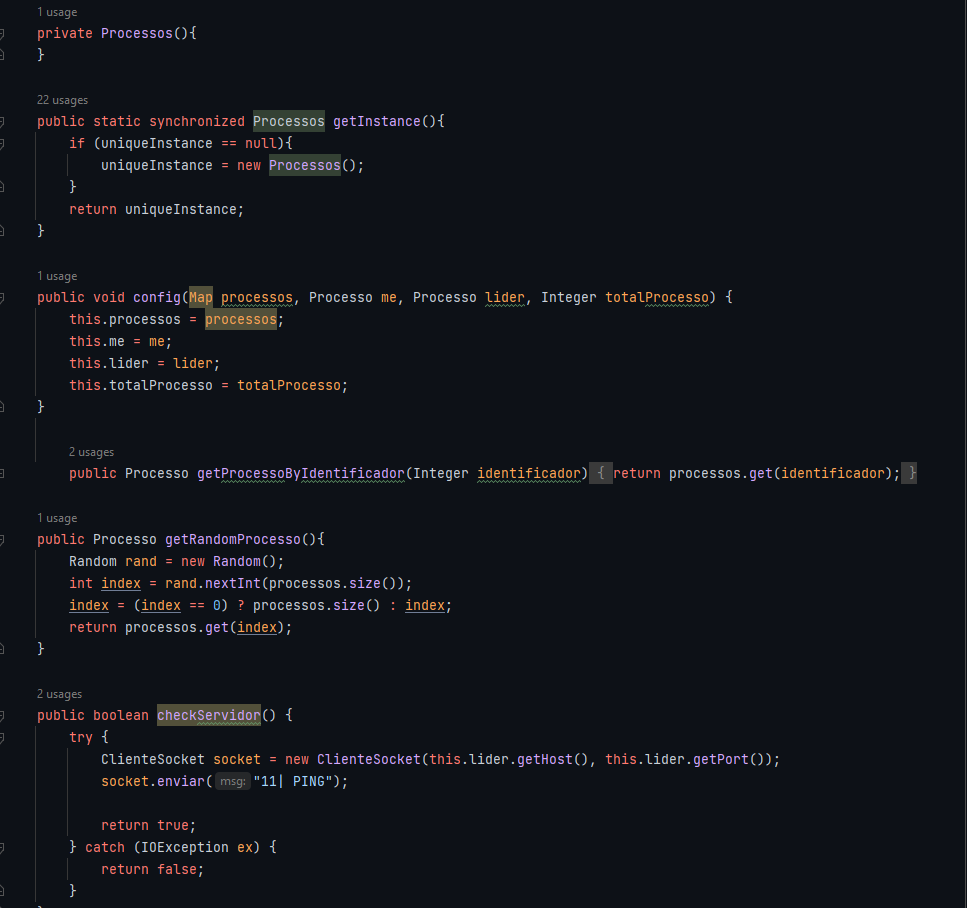 1 usage
private Processos(){
}
22 usages
public static synchronized Processos getInstance(){
if (uniqueInstance == null){
uniqueInstance = new Processos();
}
return uniqueInstance;
}
1 usage
public void config(Map processos, Processo me, Processo lider, Integer totalProcesso) {
this.processos = processos;
this.me = me;
this.lider = lider;
this.totalProcesso = totalProcesso;
}
2 usages
public Processo getProcessoByIdentificador(Integer identificador) { return processos.get(identificador); }
1 usage
public Processo getRandomProcesso(){
Random rand = new Random();
int index = rand.nextInt(processos.size());
index = (index == 0) ? processos.size() : index;
return processos.get(index);
}
2 usages
public boolean checkServidor() {
try {
ClienteSocket socket = new ClienteSocket(this.lider.getHost(), this.lider.getPort());
socket.enviar( msg: "11| PING");
return true;
} catch (IOException ex) {
return false;
}